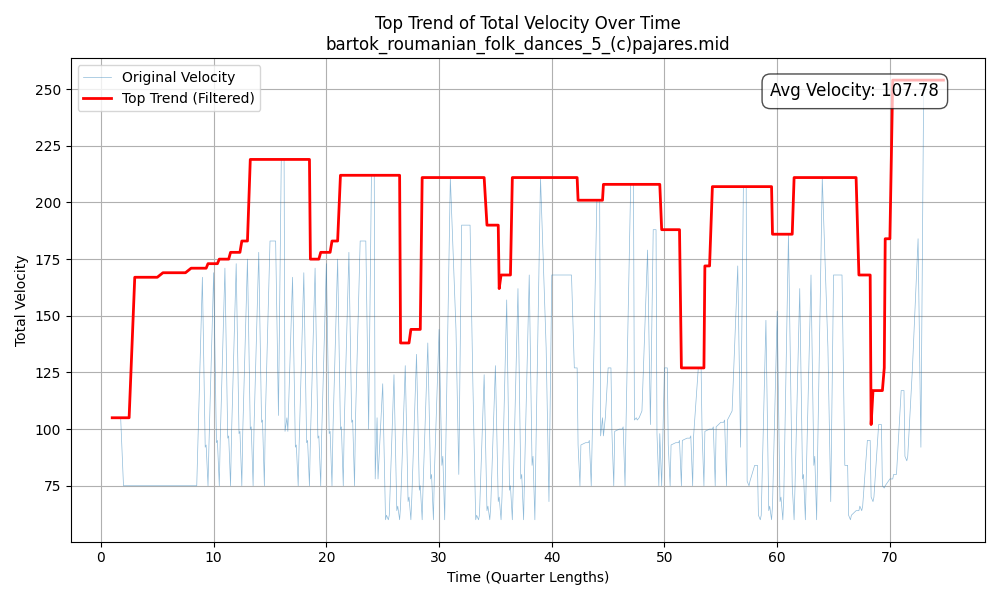 Top Trend of Total Velocity Over Time
bartok_roumanian_folk_dances_5_(c)pajares.mid
Original Velocity
Top Trend (Filtered)
Avg Velocity: 107.78
Total Velocity
250
225
200
175
150
125
100
75
0 10 20 30 40 50 60 70
Time (Quarter Lengths)